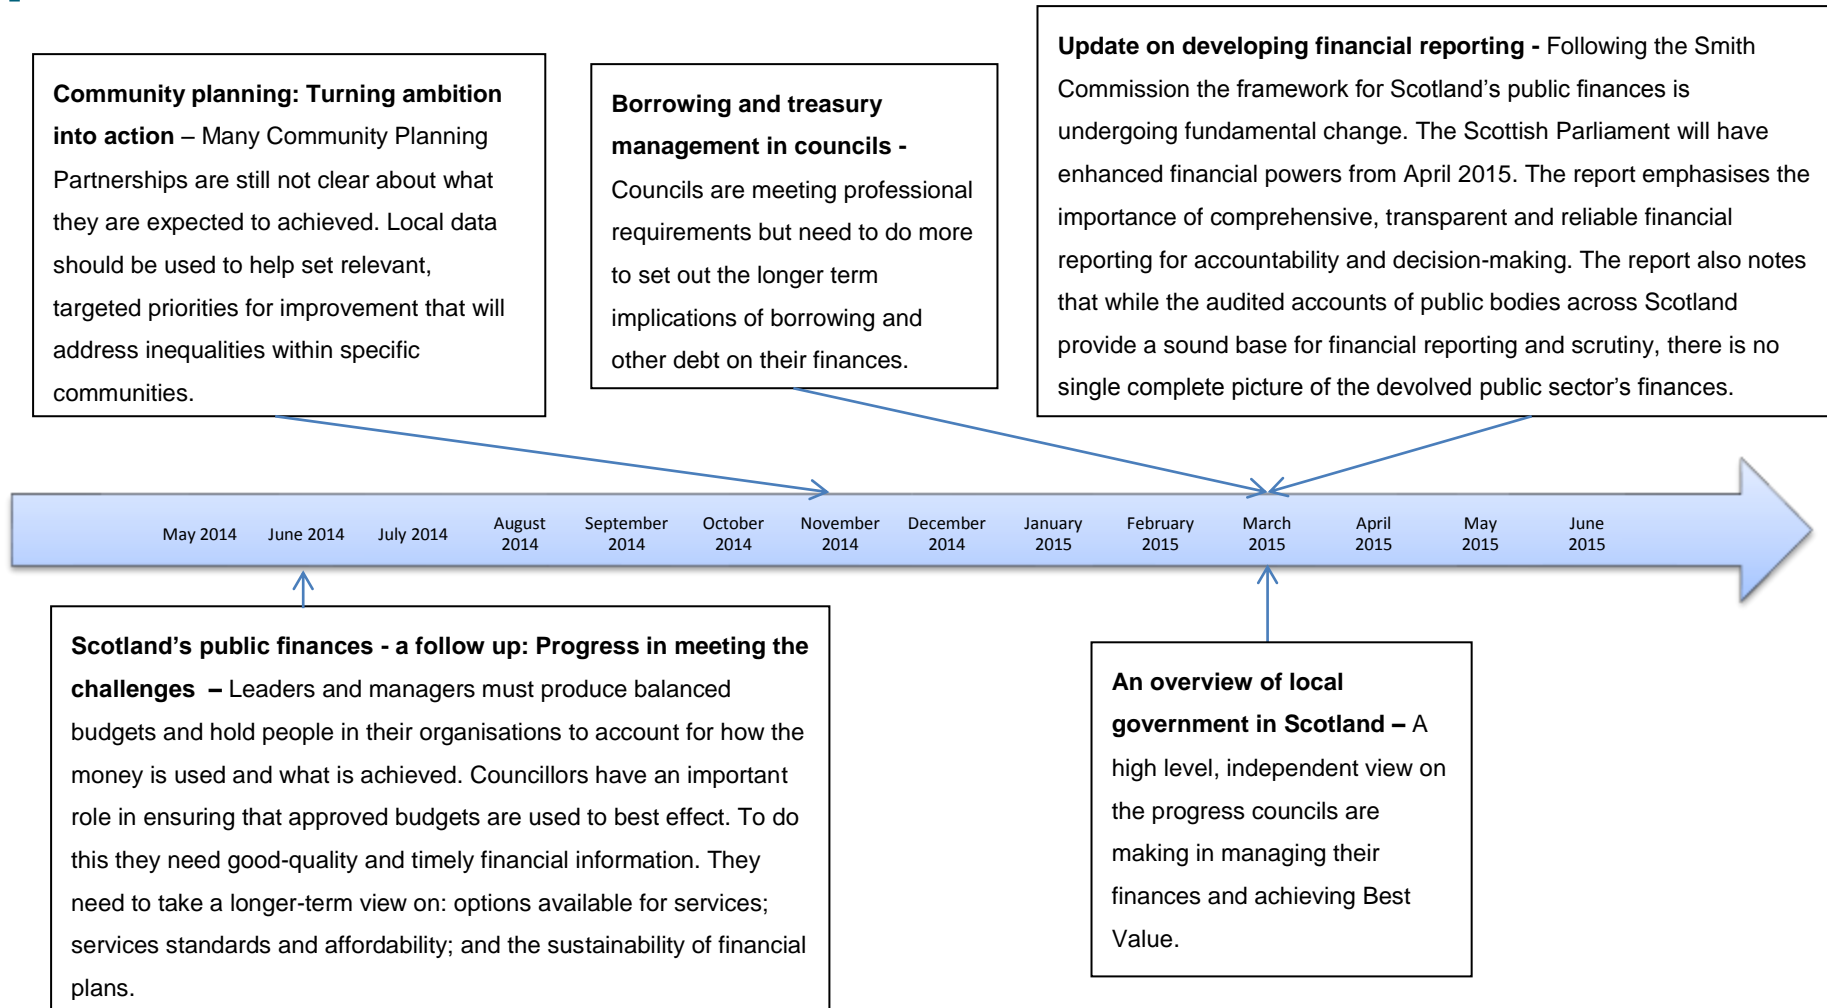 Community planning: Turning ambition
into action – Many Community Planning
Partnerships are still not clear about what
they are expected to achieved. Local data
should be used to help set relevant,
targeted priorities for improvement that will
address inequalities within specific
communities.
Borrowing and treasury
management in councils -
Councils are meeting professional
requirements but need to do more
to set out the longer term
implications of borrowing and
other debt on their finances.
Update on developing financial reporting - Following the Smith
Commission the framework for Scotland’s public finances is
undergoing fundamental change. The Scottish Parliament will have
enhanced financial powers from April 2015. The report emphasises the
importance of comprehensive, transparent and reliable financial
reporting for accountability and decision-making. The report also notes
that while the audited accounts of public bodies across Scotland
provide a sound base for financial reporting and scrutiny, there is no
single complete picture of the devolved public sector’s finances.
May 2014
June 2014
July 2014
August
2014
September
2014
October
2014
November
2014
December
2014
January
2015
February
2015
March
2015
April
2015
May
2015
June
2015
Scotland’s public finances - a follow up: Progress in meeting the
challenges – Leaders and managers must produce balanced
budgets and hold people in their organisations to account for how the
money is used and what is achieved. Councillors have an important
role in ensuring that approved budgets are used to best effect. To do
this they need good-quality and timely financial information. They
need to take a longer-term view on: options available for services;
services standards and affordability; and the sustainability of financial
plans.
An overview of local
government in Scotland – A
high level, independent view on
the progress councils are
making in managing their
finances and achieving Best
Value.